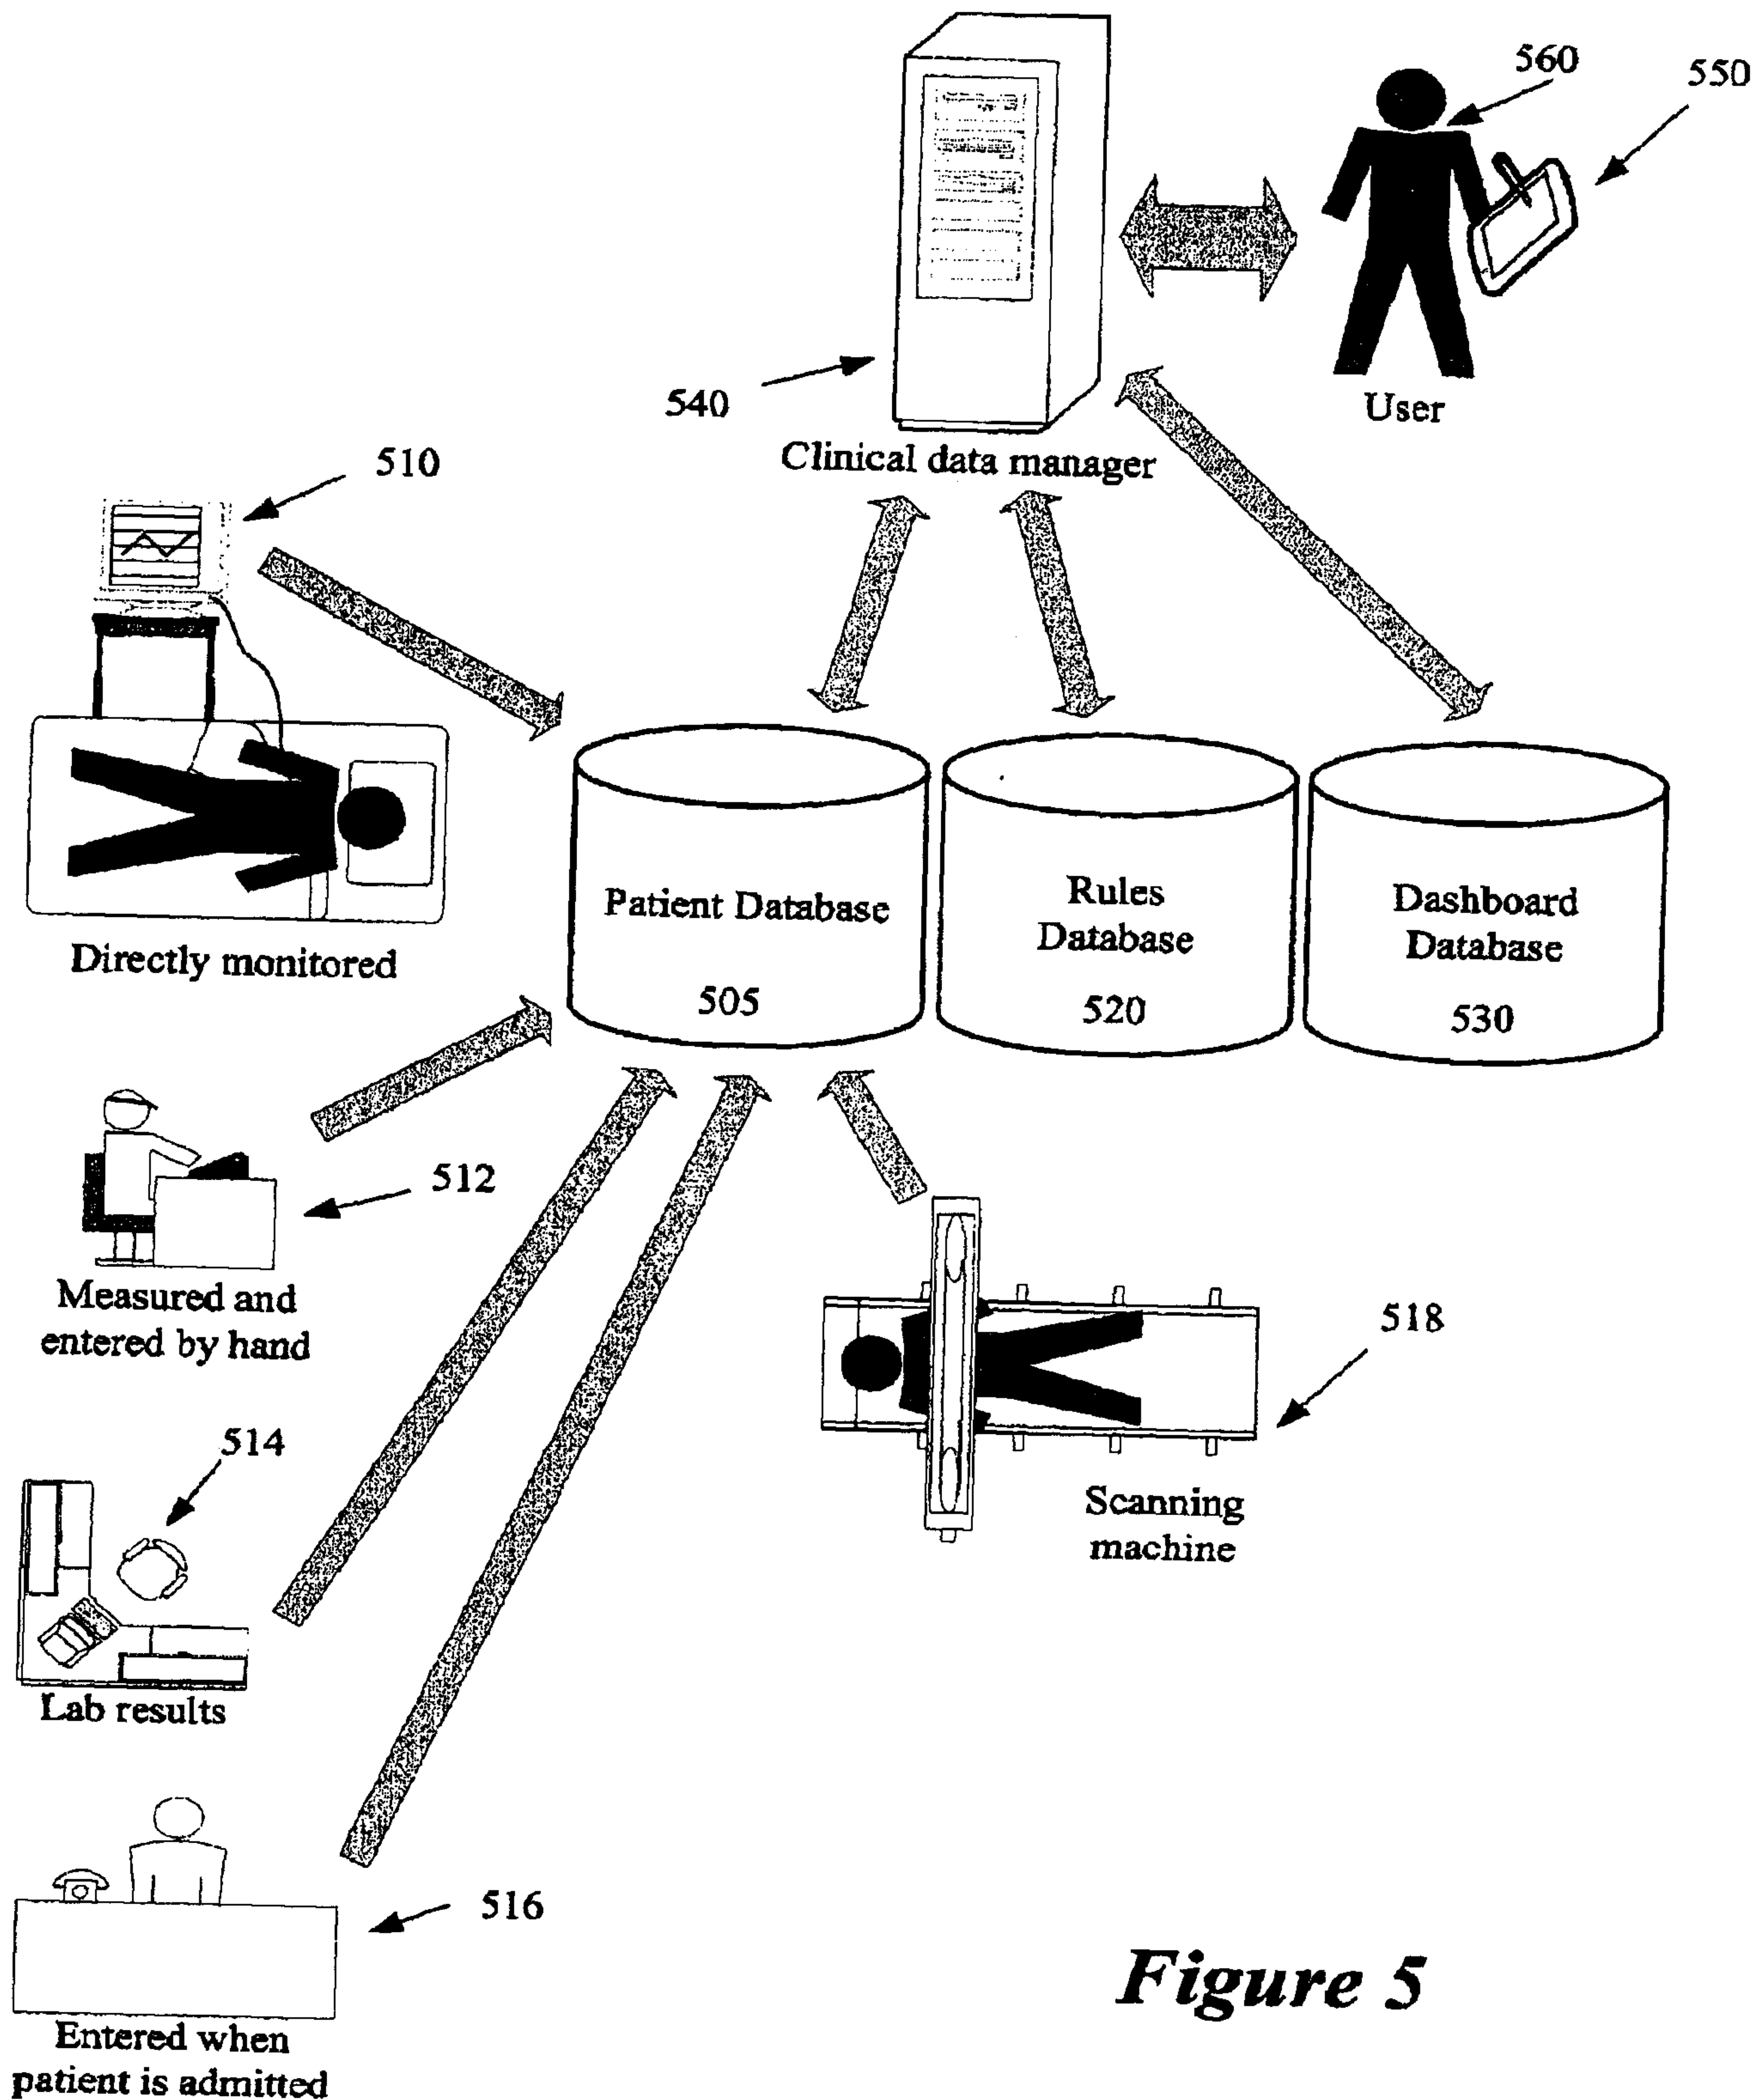 560
550
540
User
Clinical data manager
510
Directly monitored
Patient Database
505
Rules
Database
520
Dashboard
Database
530
512
Measured and
entered by hand
518
514
Scanning
machine
Lab results
516
Entered when
patient is admitted
Figure 5